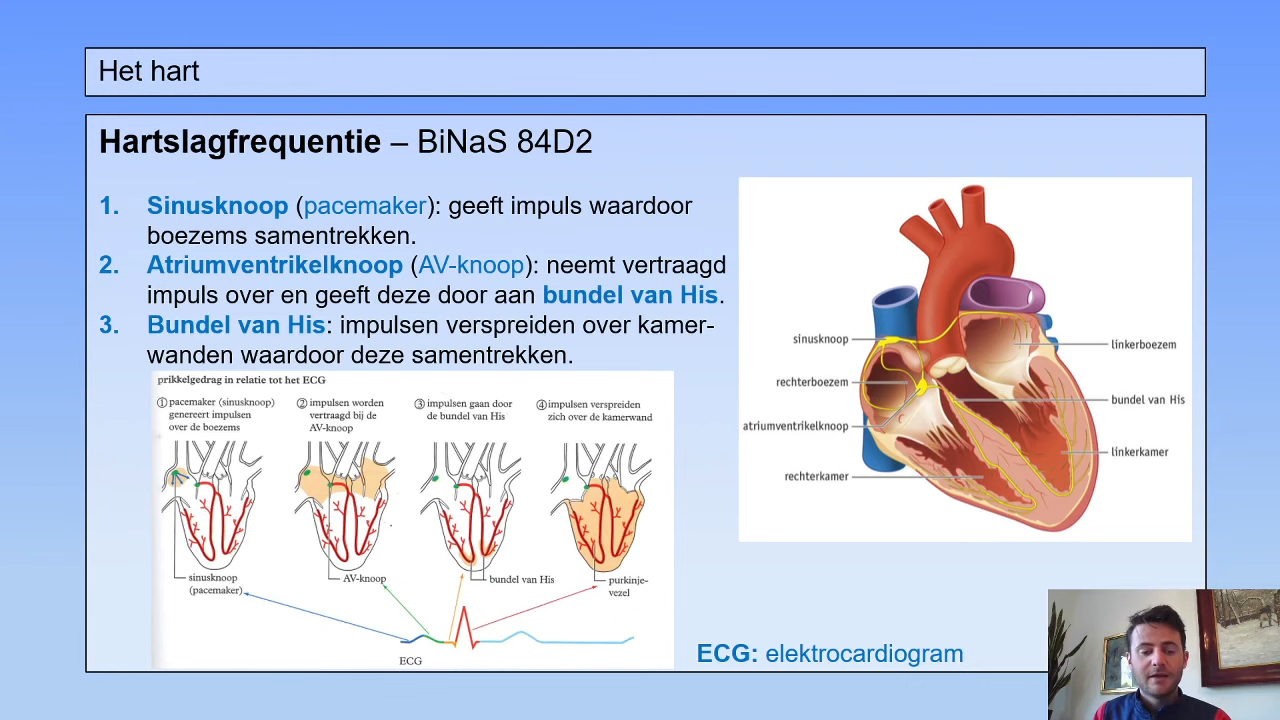 Het hart
Hartslagfrequentie – BiNaS 84D2
1. Sinusknoop (pacemaker): geeft impuls waardoor
boezems samentrekken.
2. Atriumventrikelknoop (AV-knoop): neemt vertraagd
impuls over en geeft deze door aan bundel van His.
3. Bundel van His: impulsen verspreiden over kamer-
wanden waardoor deze samentrekken.
prikkelgedrag in relatie tot het ECG
① pacemaker (sinusknoop)
genereert impulsen
over de boezems
② impulsen worden
vertraagd bij de
AV-knoop
③ impulsen gaan door
de bundel van His
④ impulsen verspreiden
zich over de kamerwand
sinusknoop
(pacemaker)
AV-knoop
bundel van His
purkinje-
vezel
ECG
sinusknoop
rechterboezem
atriumventrikelknoop
rechterkamer
linkerboezem
bundel van His
linkerkamer
ECG: elektrocardiogram